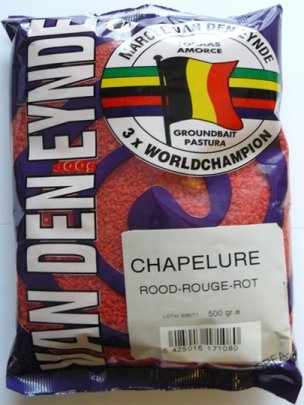 MARCEL VAN DEN EYNDE
AMORCE
GROUNDBAIT
PASTURA
3 x WORLDCHAMPION
VAN DEN EYNDE
CHAPELURE
ROOD-ROUGE-ROT
500 gr.e
5 425016 171080